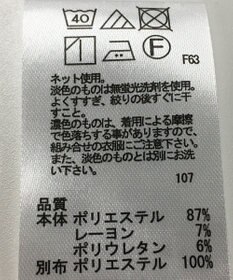 40
F
F63
ネット使用。
淡色のものは無蛍光洗剤を使用。
よくすすぎ、絞りの後すぐに干
すこと。
濃色のものは、着用による摩擦
で色落ちする事がありますので、
組み合せの衣服にご注意下さい。
また、淡色のものとは別にお洗
い下さい。
107
品質
本体 ポリエステル 87%
レーヨン 7%
ポリウレタン 6%
別布 ポリエステル 100%